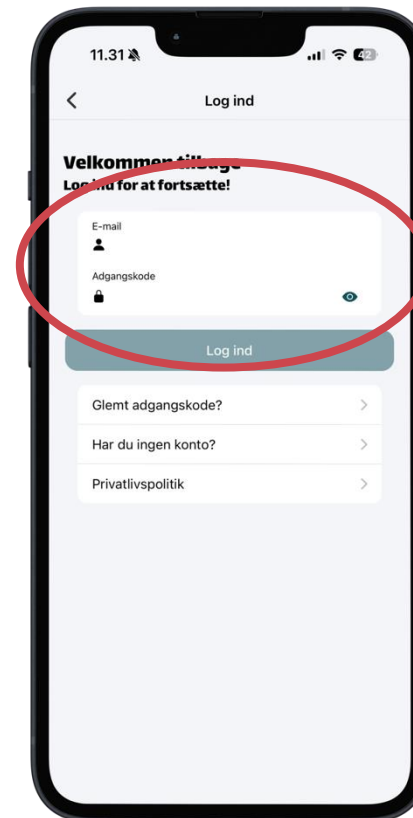 11.31
42
Log ind
Velkommen tilbage
Log ind for at fortsætte!
E-mail
Adgangskode
Log ind
Glemt adgangskode?
Har du ingen konto?
Privatlivspolitik